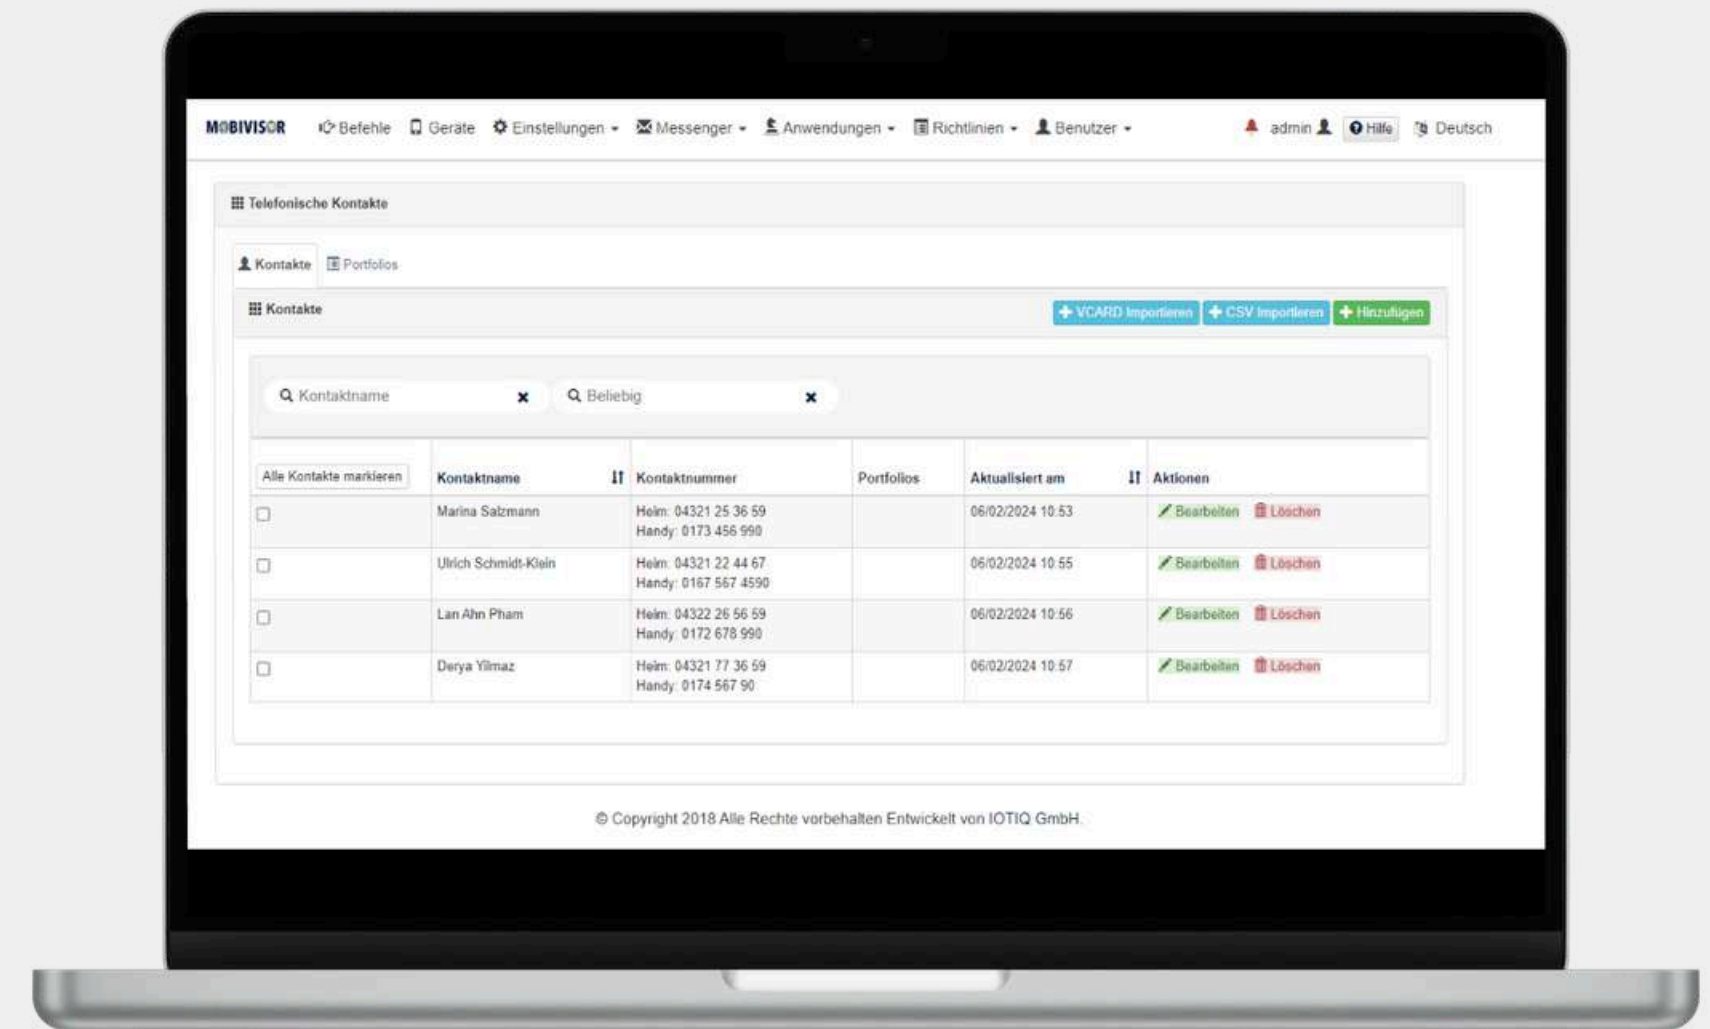 MOBIVISOR Befehle Geräte Einstellungen Messenger Anwendungen Richtlinien Benutzer admin Hilfe Deutsch
Telefonische Kontakte
Kontakte Portfolios
Kontakte VCARD Importieren CSV Importieren Hinzufügen
Kontaktname Beliebig
Alle Kontakte markieren Kontaktname Kontaktnummer Portfolios Aktualisiert am Aktionen
Marina Salzmann Heim: 04321 25 36 59 06/02/2024 10:53 Bearbeiten Löschen
Handy: 0173 456 990
Ulrich Schmidt-Klein Heim: 04321 22 44 67 06/02/2024 10:55 Bearbeiten Löschen
Handy: 0167 567 4590
Lan Ahn Pham Heim: 04322 26 56 59 06/02/2024 10:56 Bearbeiten Löschen
Handy: 0172 678 990
Derya Yilmaz Heim: 04321 77 36 59 06/02/2024 10:57 Bearbeiten Löschen
Handy: 0174 567 90
© Copyright 2018 Alle Rechte vorbehalten Entwickelt von IOTIQ GmbH.